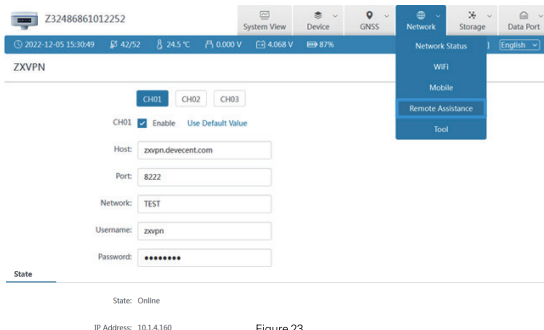 Z32486861012252
System View
Device
GNSS
Network
Storage
Data Port
2022-12-05 15:30:49 42/52 24.5 ℃ 0.000 V 4.068 V 87% English
Network Status
WiFi
Mobile
Remote Assistance
Tool
ZXVPN
CH01 CH02 CH03
CH01 Enable Use Default Value
Host: zxvpn.devecent.com
Port: 8222
Network: TEST
Username: zxvpn
Password: ••••••••
State
State: Online
IP Address: 10.1.4.160
Figure 23